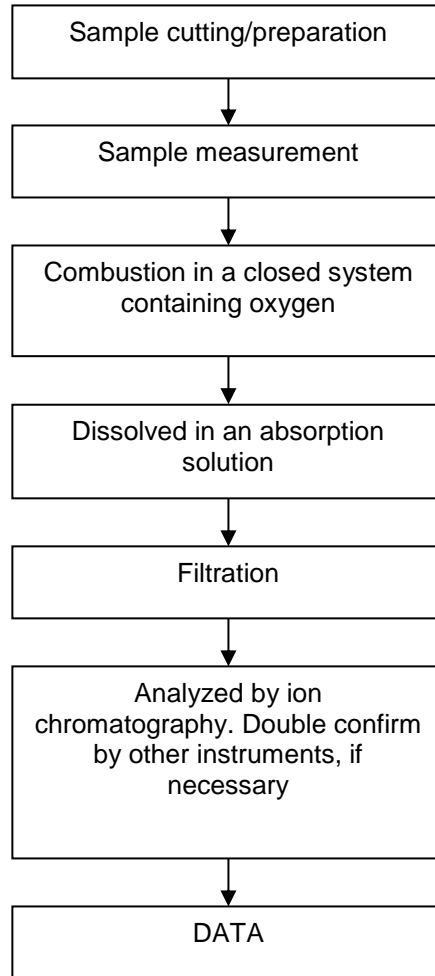 Sample cutting/preparation
Sample measurement
Combustion in a closed system
containing oxygen
Dissolved in an absorption
solution
Filtration
Analyzed by ion
chromatography. Double confirm
by other instruments, if
necessary
DATA